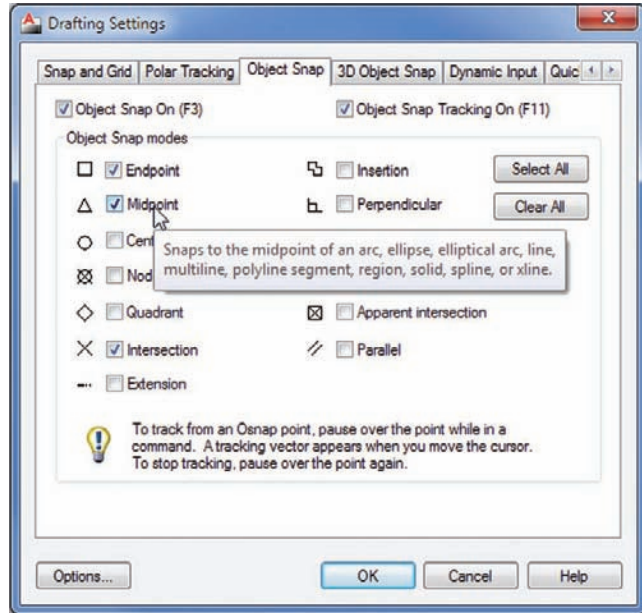 Drafting Settings
Snap and Grid Polar Tracking Object Snap 3D Object Snap Dynamic Input Quic
Object Snap On (F3) Object Snap Tracking On (F11)
Object Snap modes
Endpoint Insertion Select All
Midpoint Perpendicular Clear All
Cent
Snaps to the midpoint of an arc, ellipse, elliptical arc, line,
multiline, polyline segment, region, solid, spline, or xline.
Nod
Quadrant Apparent intersection
Intersection Parallel
Extension
To track from an Osnap point, pause over the point while in a
command. A tracking vector appears when you move the cursor.
To stop tracking, pause over the point again.
Options... OK Cancel Help